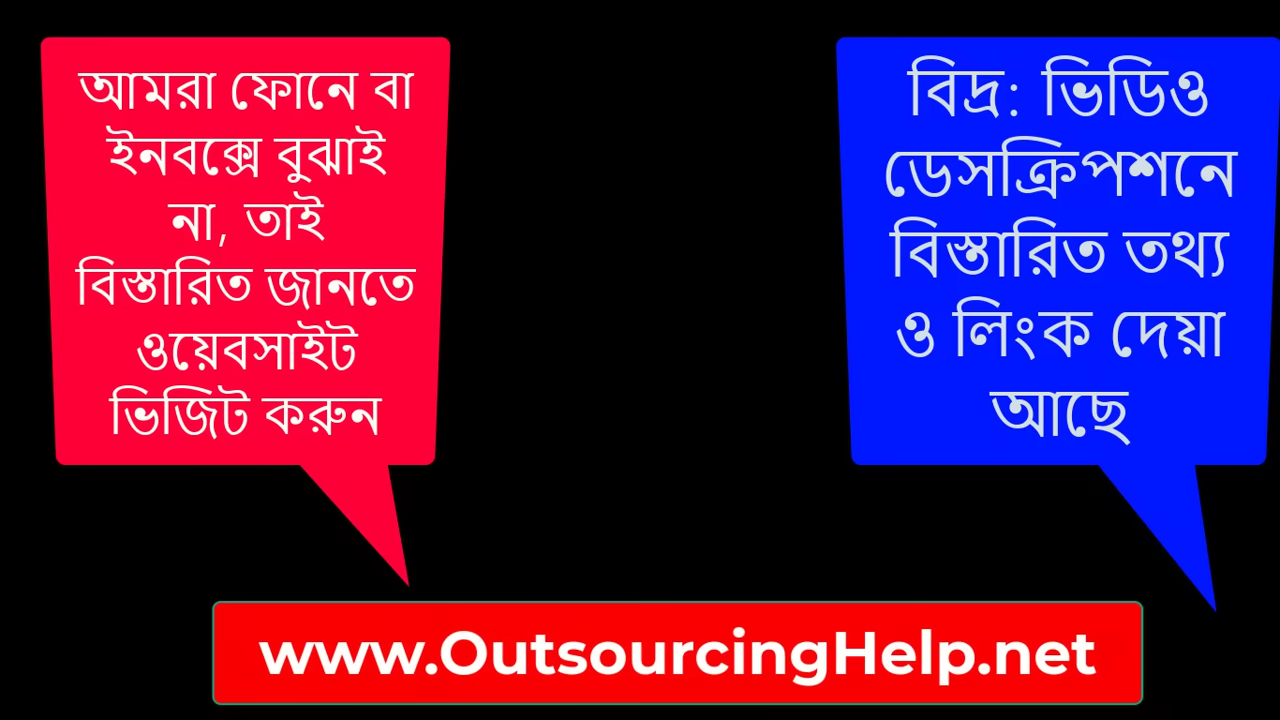 আমরা ফোনে বা
ইনবক্সে বুঝাই
না, তাই
বিস্তারিত জানতে
ওয়েবসাইট
ভিজিট করুন
বিদ্র: ভিডিও
ডেসক্রিপশনে
বিস্তারিত তথ্য
ও লিংক দেয়া
আছে
www.OutsourcingHelp.net